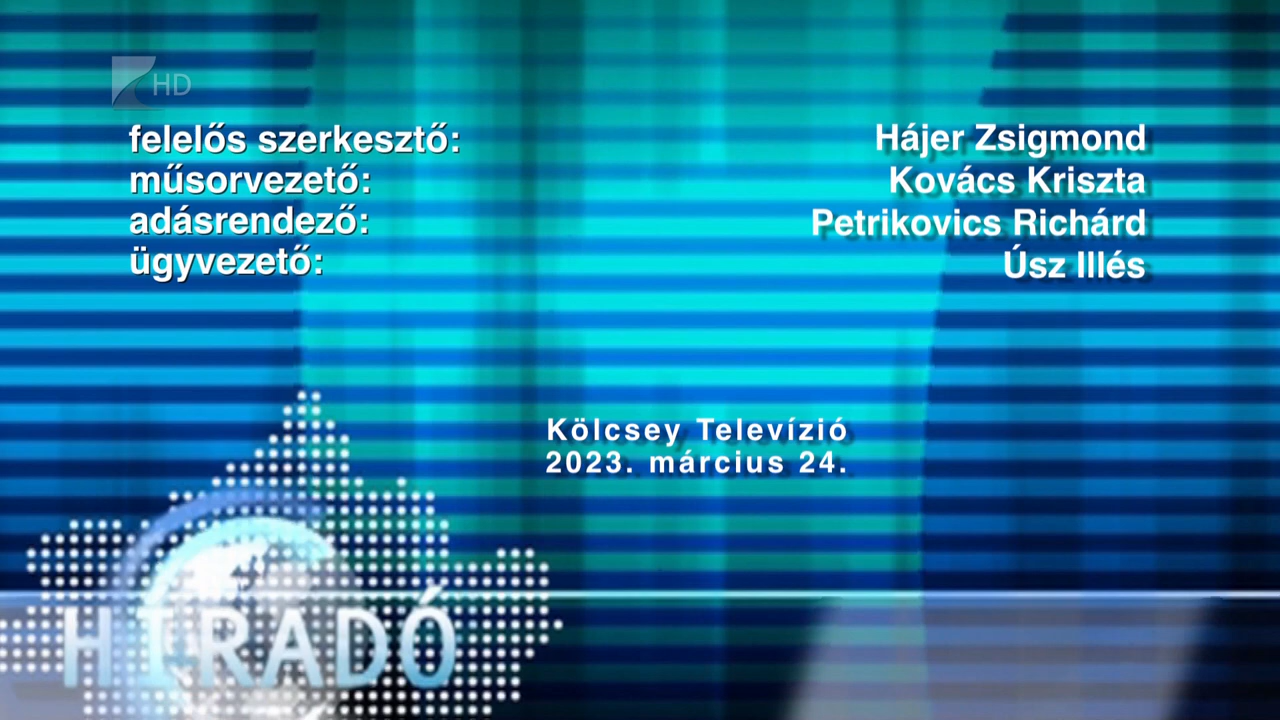 HD
felelős szerkesztő: Hájer Zsigmond
műsorvezető: Kovács Kriszta
adásrendező: Petrikovics Richárd
ügyvezető: Úsz Illés
Kölcsey Televízió
2023. március 24.
HÍRADÓ